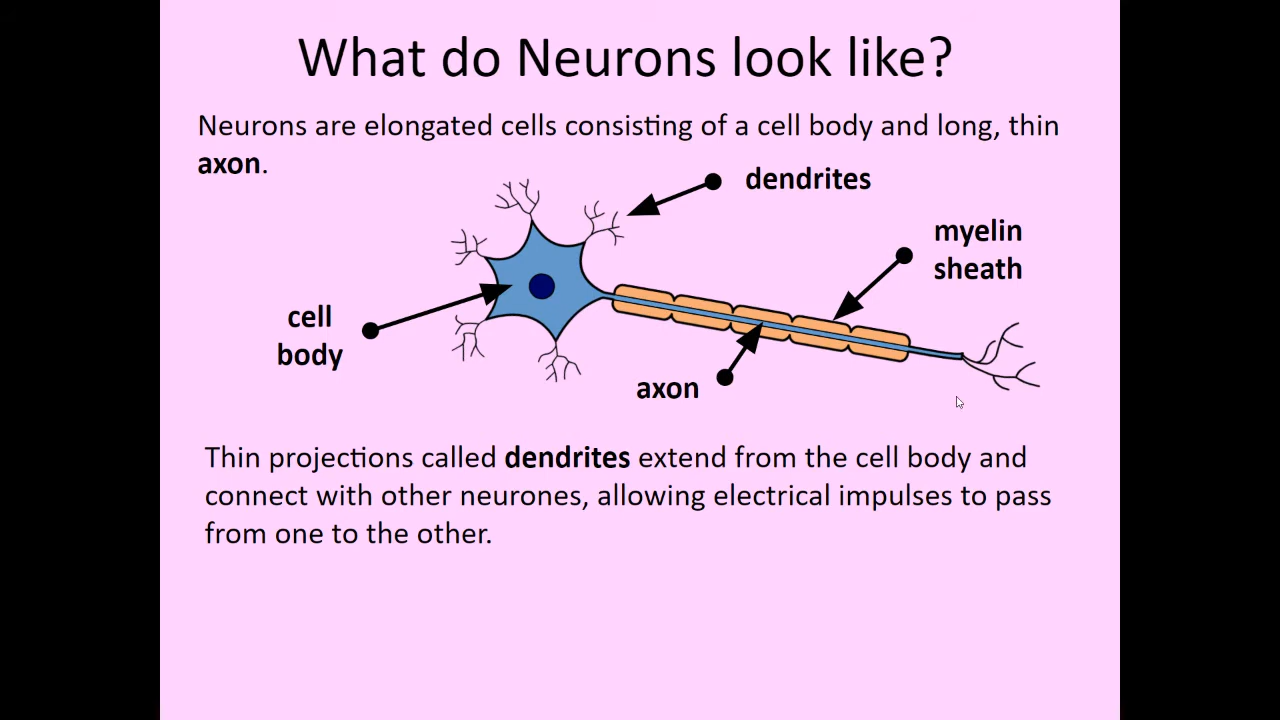 What do Neurons look like?
Neurons are elongated cells consisting of a cell body and long, thin
axon.
dendrites
myelin
sheath
cell
body
axon
Thin projections called dendrites extend from the cell body and
connect with other neurones, allowing electrical impulses to pass
from one to the other.